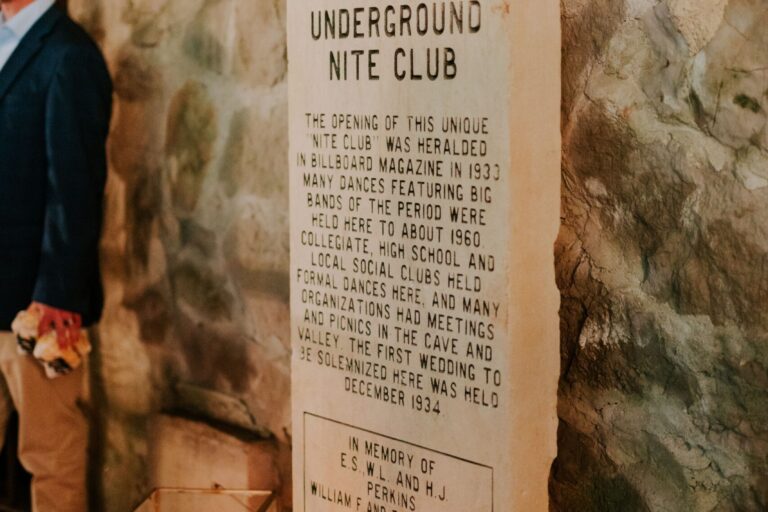 UNDERGROUND
NITE CLUB
THE OPENING OF THIS UNIQUE
"NITE CLUB" WAS HERALDED
IN BILLBOARD MAGAZINE IN 1933
MANY DANCES FEATURING BIG
BANDS OF THE PERIOD WERE
HELD HERE TO ABOUT 1960.
COLLEGIATE, HIGH SCHOOL AND
LOCAL SOCIAL CLUBS HELD
FORMAL DANCES HERE, AND MANY
ORGANIZATIONS HAD MEETINGS
AND PICNICS IN THE CAVE AND
VALLEY. THE FIRST WEDDING TO
BE SOLEMNIZED HERE WAS HELD
DECEMBER 1934
IN MEMORY OF
E.S., W.L. AND H.J.
PERKINS
WILLIAM F. AND